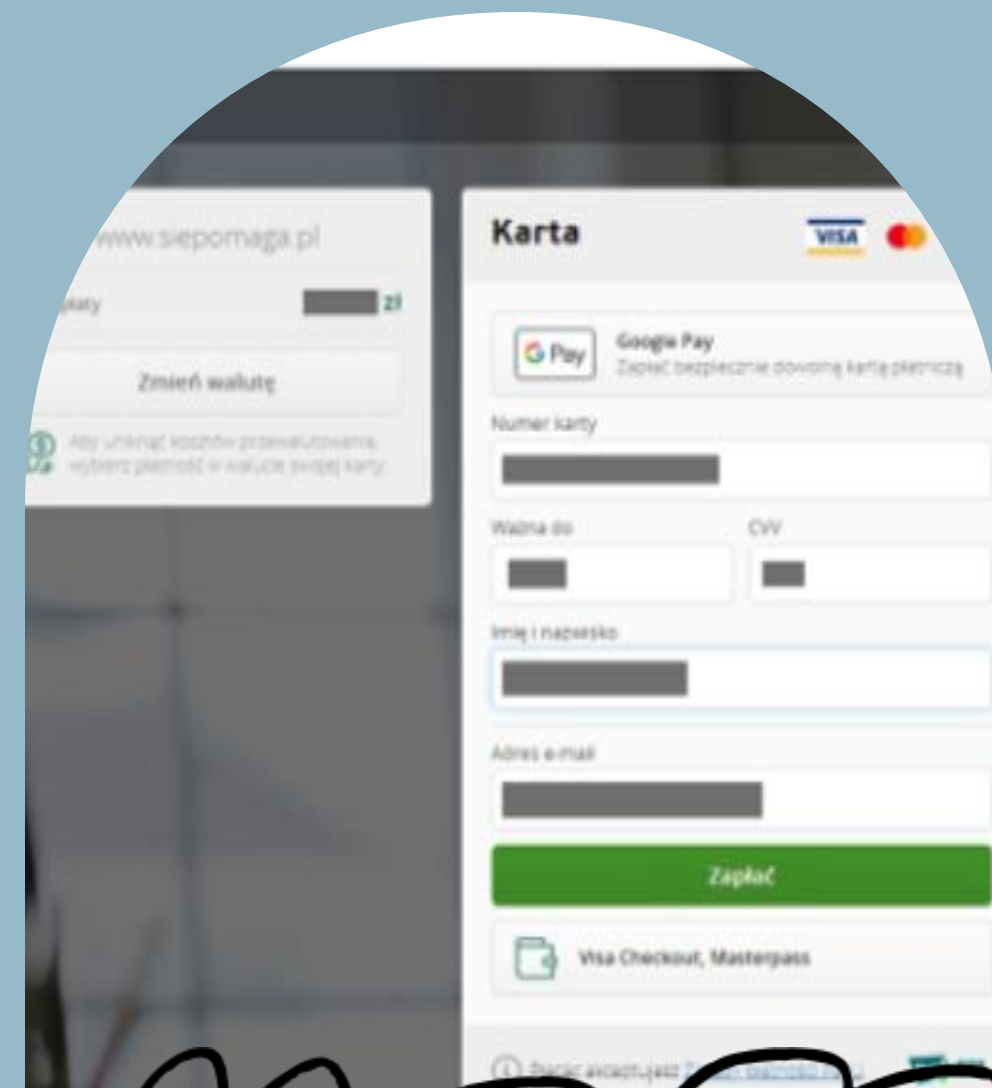 www.siepomaga.pl
zł
Zmień walutę
Aby uniknąć kosztów przewalutowania,
wybierz płatność w walucie swojej karty.
Karta
VISA
G Pay
Google Pay
Zapłać bezpiecznie dowolną kartą płatniczą
Numer karty
Ważna do
CVV
Imię i nazwisko
Adres e-mail
Zapłać
Visa Checkout, Masterpass
Płacąc akceptujesz